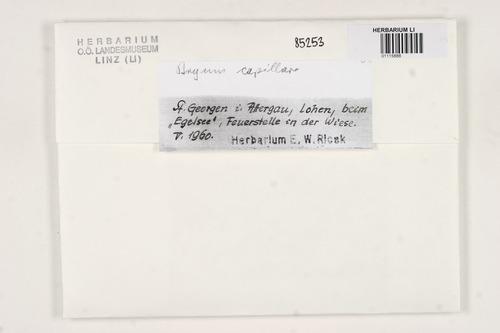 HERBARIUM
O.Ö. LANDESMUSEUM
LINZ (LI)
85253
HERBARIUM LI
Bryum capillare
St. Georgen i. Attergau, Lohen, beim
„Egelsee“, Feuerstelle in der Wiese.
V. 1960.
Herbarium E. W. Ricek